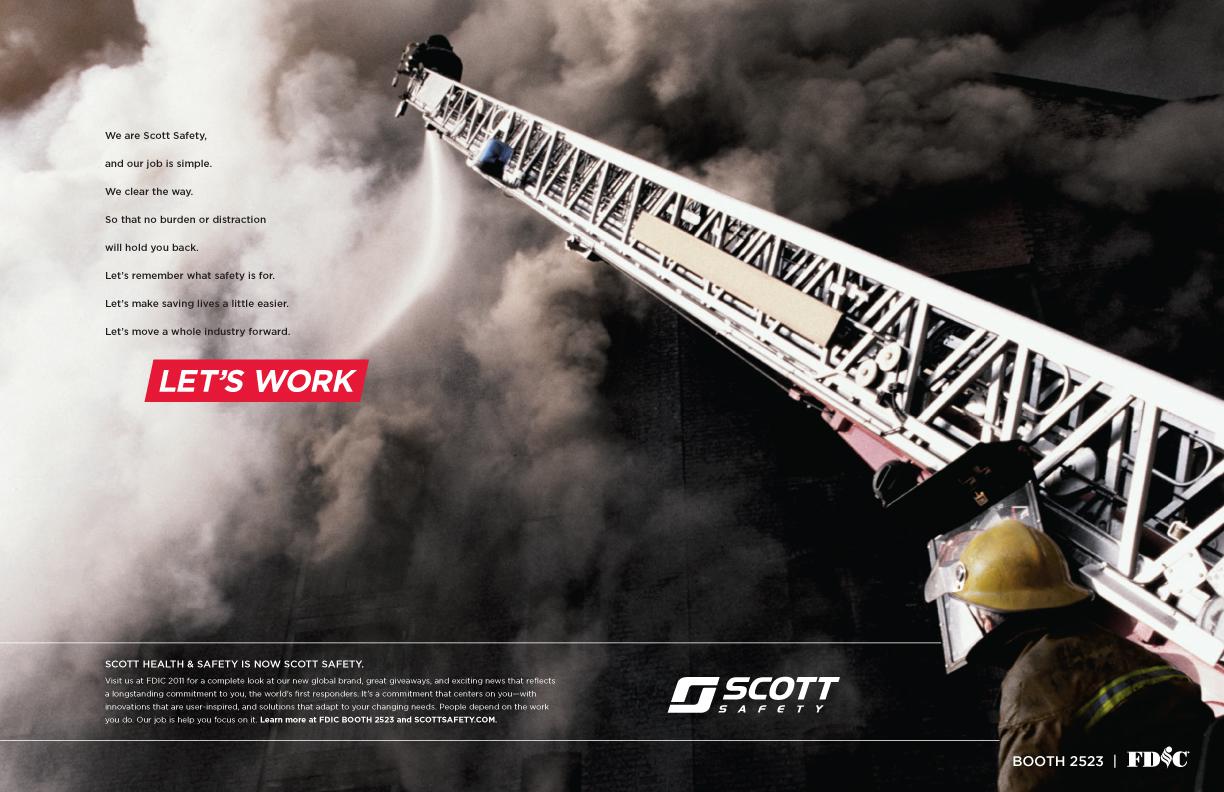 We are Scott Safety,
and our job is simple.
We clear the way.
So that no burden or distraction
will hold you back.
Let's remember what safety is for.
Let's make saving lives a little easier.
Let's move a whole industry forward.
LET'S WORK
SCOTT HEALTH & SAFETY IS NOW SCOTT SAFETY.
Visit us at FDIC 2011 for a complete look at our new global brand, great giveaways, and exciting news that reflects
a longstanding commitment to you, the world's first responders. It's a commitment that centers on you—with
innovations that are user-inspired, and solutions that adapt to your changing needs. People depend on the work
you do. Our job is help you focus on it. Learn more at FDIC BOOTH 2523 and SCOTTSAFETY.COM.
SCOTT
SAFETY
BOOTH 2523 | FDIC